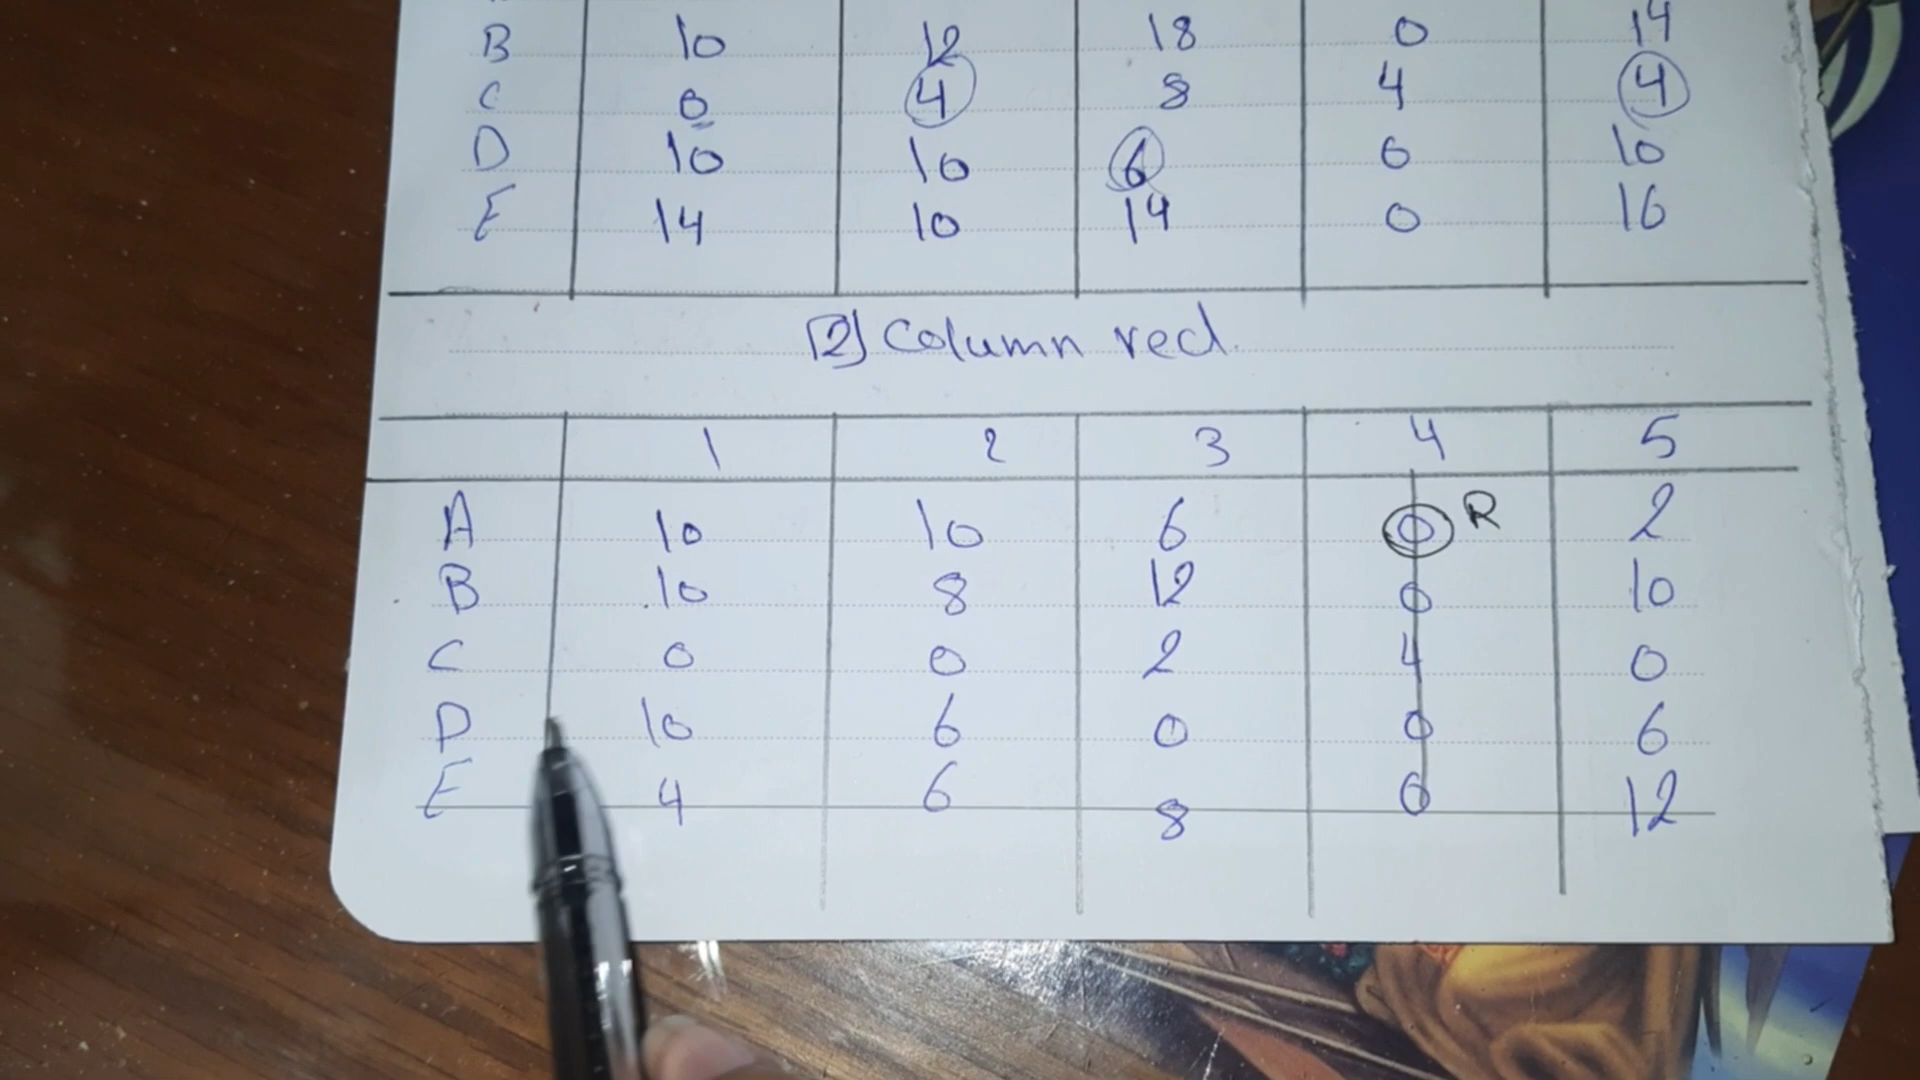 B 10 12 18 0 14
C 0 4 8 4 4
D 10 10 6 0 10
E 14 10 14 0 16
[2] Column red.
1 2 3 4 5
A 10 10 6 0 R 2
B 10 8 12 0 10
C 0 0 2 4 0
D 10 6 0 0 6
E 4 6 8 0 12